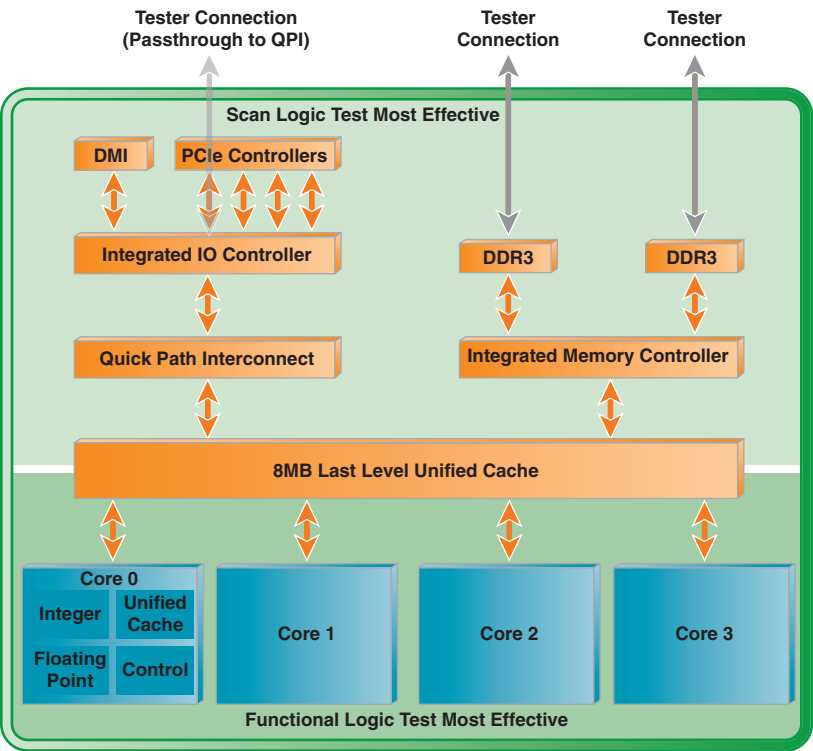 Tester Connection
(Passthrough to QPI)
Tester
Connection
Tester
Connection
Scan Logic Test Most Effective
DMI
PCIe Controllers
Integrated IO Controller
DDR3
DDR3
Quick Path Interconnect
Integrated Memory Controller
8MB Last Level Unified Cache
Core 0
Integer
Unified
Cache
Floating
Point
Control
Core 1
Core 2
Core 3
Functional Logic Test Most Effective